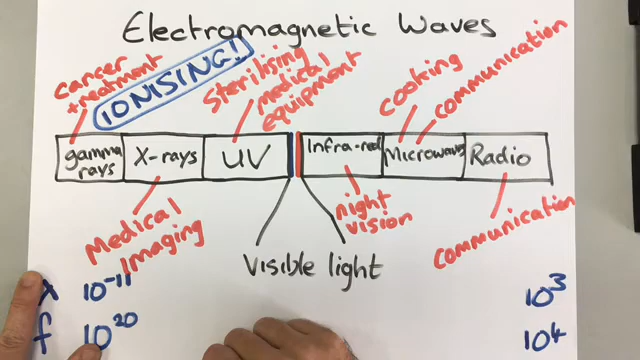 Electromagnetic Waves
cancer
treatment
IONISING!
Sterilising
medical
equipment
cooking
communication
gamma
rays
X-rays
UV
Infra-red
Microwave
Radio
Medical
Imaging
night
vision
communication
Visible light
λ 10⁻¹¹ 10³
f 10²⁰ 10⁴